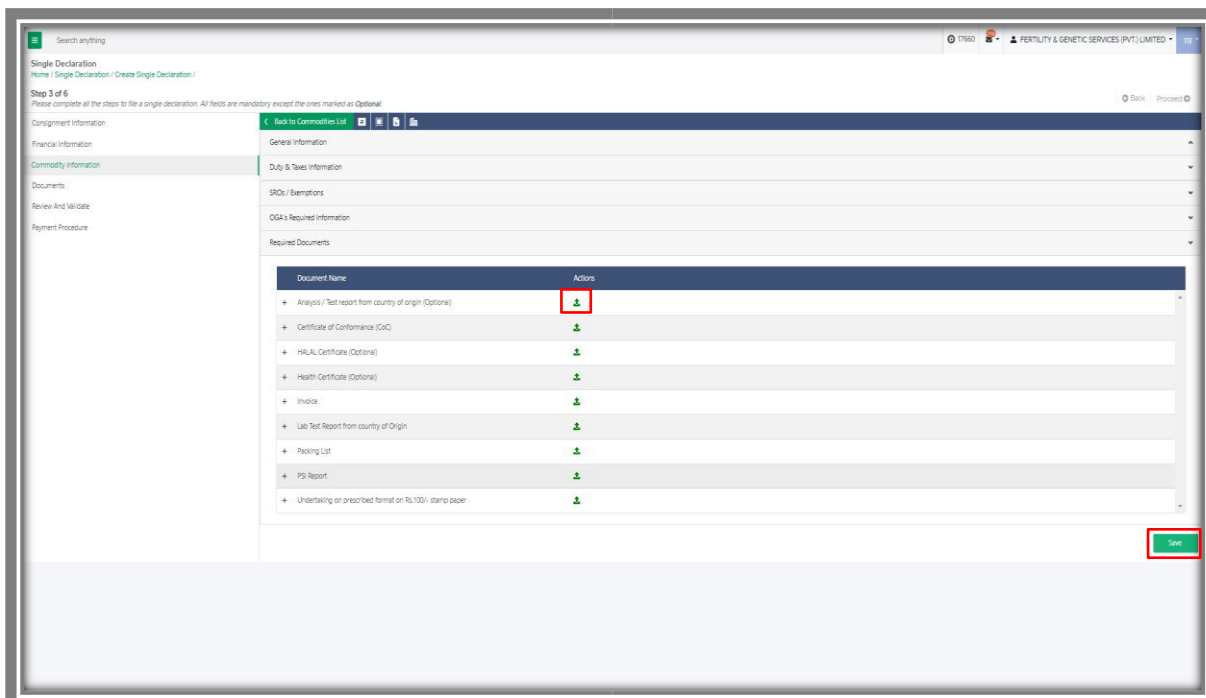 Search anything
17660
FERTILITY & GENETIC SERVICES (PVT.) LIMITED
TR
Single Declaration
Home / Single Declaration / Create Single Declaration /
Step 3 of 6
Please complete all the steps to file a single declaration. All fields are mandatory except the ones marked as Optional.
Back
Proceed
Consignment Information
Financial Information
Commodity Information
Documents
Review And Validate
Payment Procedure
Back to Commodities List
General Information
Duty & Taxes Information
SROs / Exemptions
OGA's Required Information
Required Documents
Document Name Actions
+ Analysis / Test report from country of origin (Optional)
+ Certificate of Conformance (CoC)
+ HALAL Certificate (Optional)
+ Health Certificate (Optional)
+ Invoice
+ Lab Test Report from country of Origin
+ Packing List
+ PSI Report
+ Undertaking on prescribed format on Rs.100/- stamp paper
Save